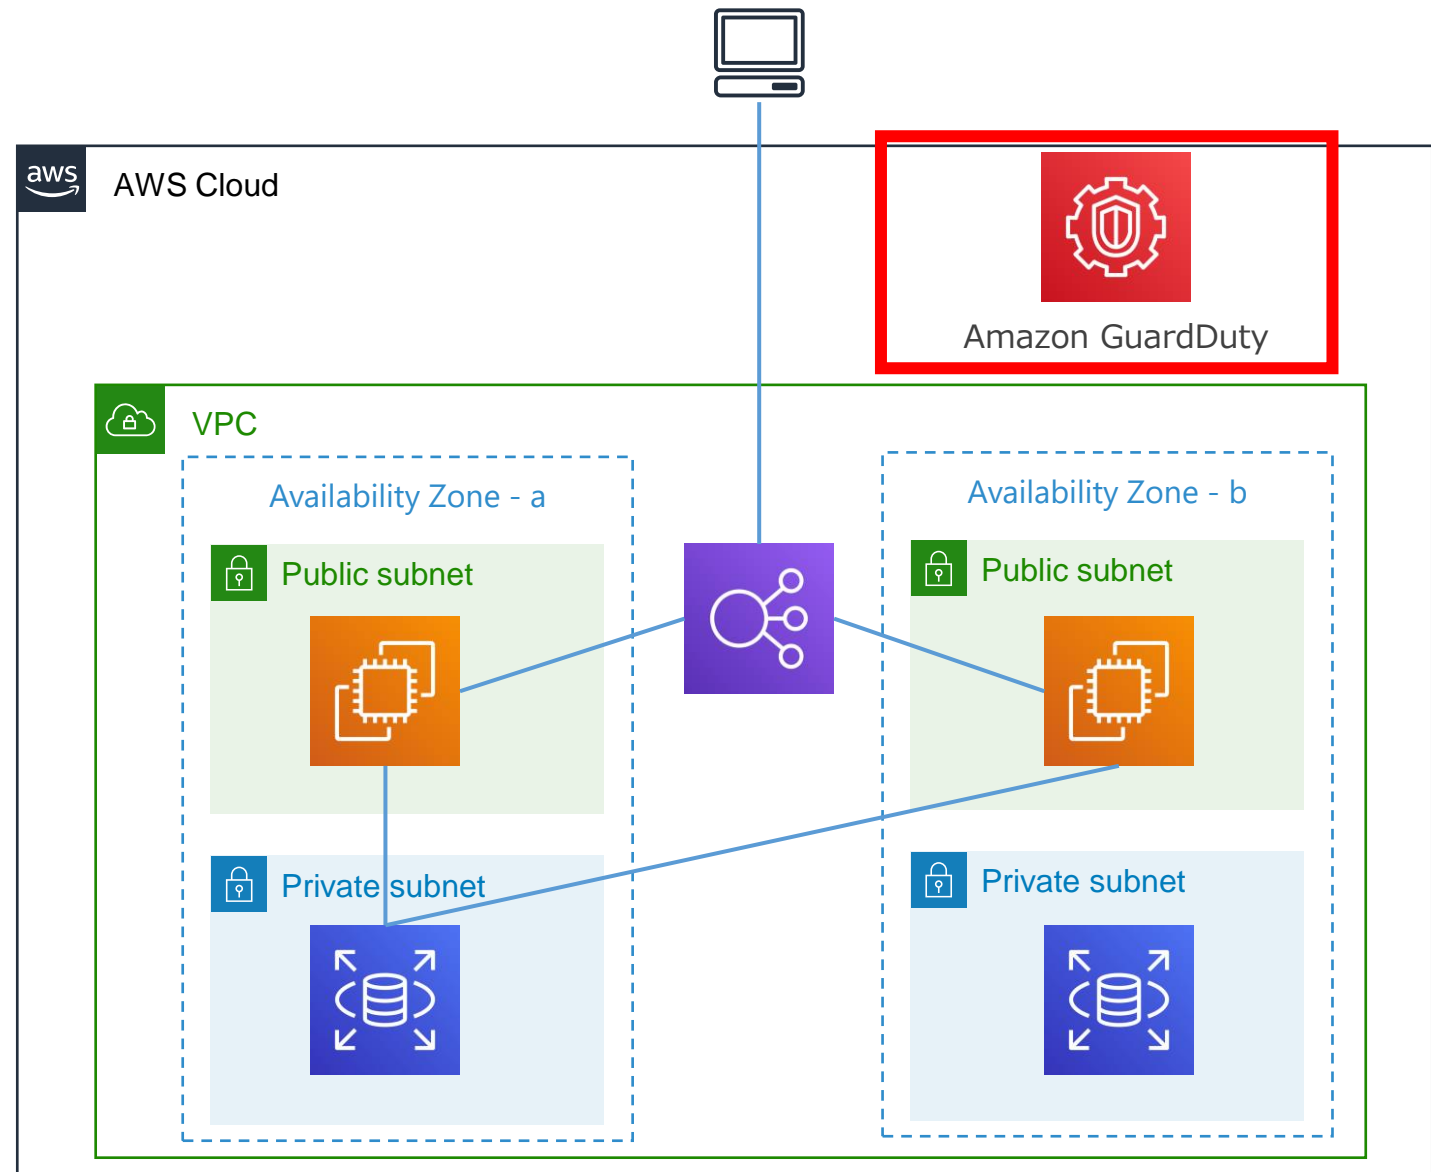 aws
AWS Cloud
Amazon GuardDuty
VPC
Availability Zone - a
Availability Zone - b
Public subnet
Public subnet
Private subnet
Private subnet